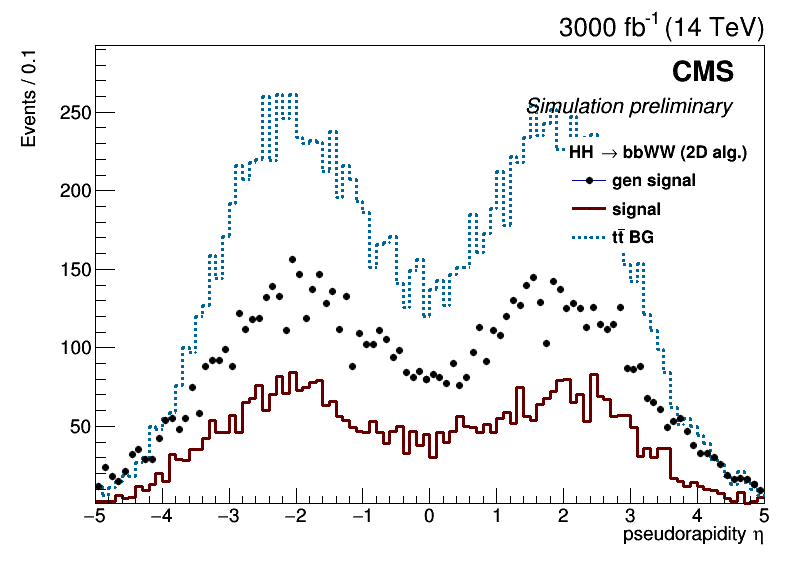 3000 fb⁻¹ (14 TeV)
CMS
Simulation preliminary
HH → bbWW (2D alg.)
gen signal
signal
tt̄ BG
Events / 0.1
250
200
150
100
50
−5 −4 −3 −2 −1 0 1 2 3 4 5
pseudorapidity η